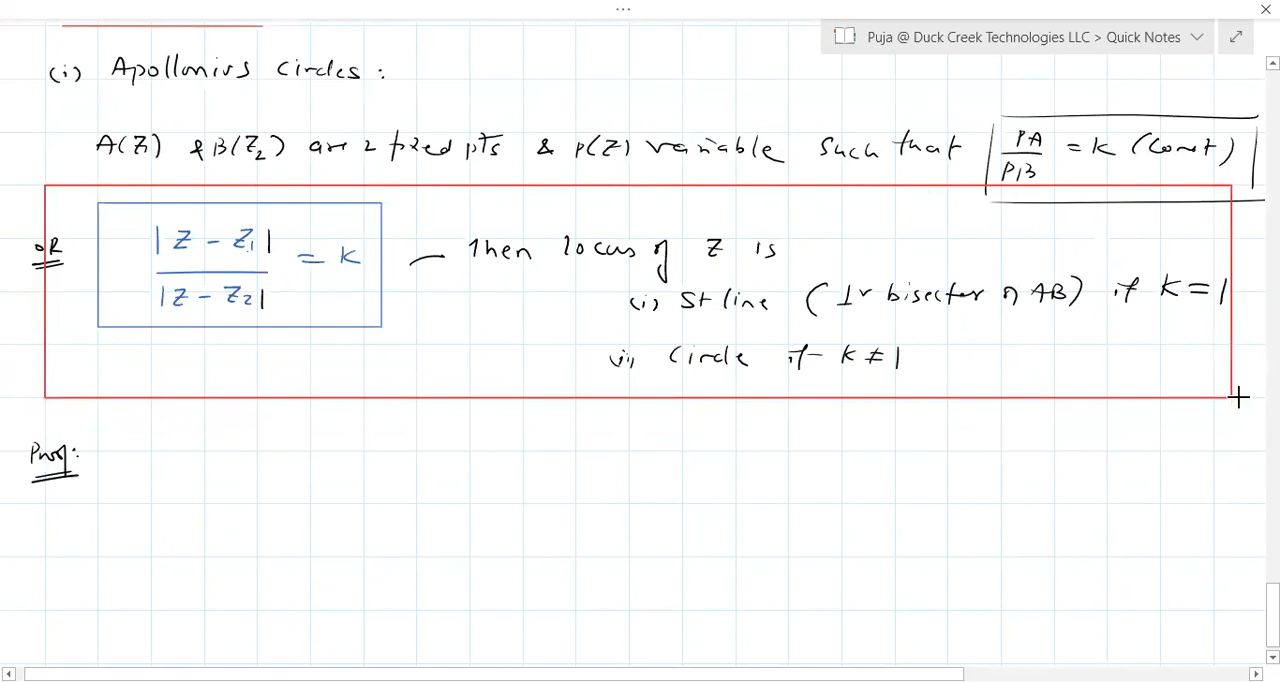 Puja @ Duck Creek Technologies LLC > Quick Notes
(i) Apollonius Circles :
A(Z1) & B(Z2) are 2 fixed pts & P(Z) variable such that PA/PB = K (const)
OR |Z - Z1| / |Z - Z2| = K — Then locus of Z is
(i) St line (⊥r bisector of AB) if K = 1
(ii) Circle if K ≠ 1
Proof: